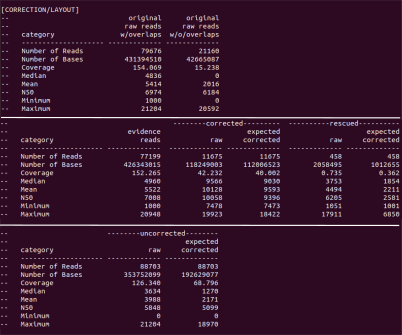 [CORRECTION/LAYOUT]
-- original original
-- raw reads raw reads
-- category w/overlaps w/o/overlaps
-- -------------------- ------------- -------------
-- Number of Reads 79676 21160
-- Number of Bases 431394510 42665087
-- Coverage 154.069 15.238
-- Median 4836 0
-- Mean 5414 2016
-- N50 6974 6184
-- Minimum 1000 0
-- Maximum 21204 20592
-- --------corrected--------- ----------rescued----------
-- evidence expected expected
-- category reads raw corrected raw corrected
-- -------------------- ------------- ------------- ------------- ------------- -------------
-- Number of Reads 77199 11675 11675 458 458
-- Number of Bases 426343015 118249003 112006523 2058495 1012655
-- Coverage 152.265 42.232 40.002 0.735 0.362
-- Median 4960 9566 9030 3753 1854
-- Mean 5522 10128 9593 4494 2211
-- N50 7008 10058 9396 6205 2581
-- Minimum 1000 7478 7473 1051 1001
-- Maximum 20948 19923 18422 17911 6850
-- --------uncorrected--------
-- expected
-- category raw corrected
-- -------------------- ------------- -------------
-- Number of Reads 88703 88703
-- Number of Bases 353752099 192629077
-- Coverage 126.340 68.796
-- Median 3634 1270
-- Mean 3988 2171
-- N50 5848 5099
-- Minimum 0 0
-- Maximum 21204 18970